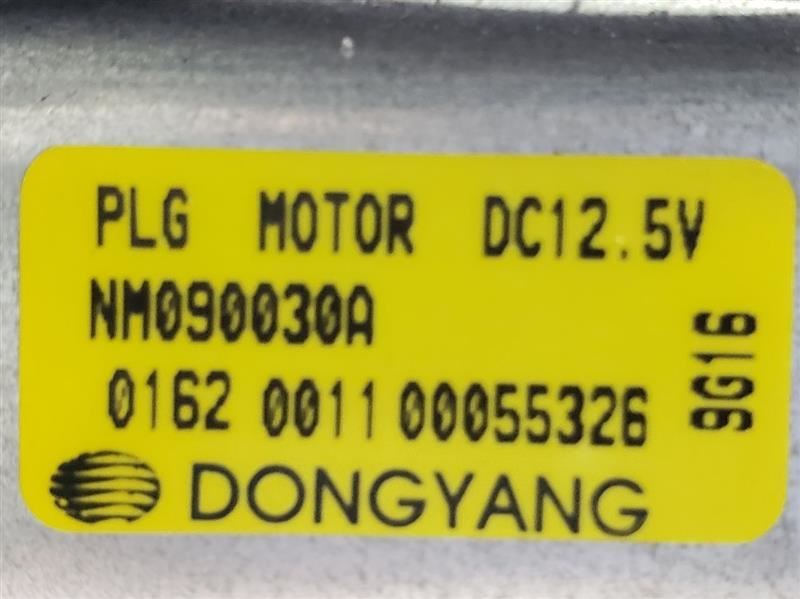 PLG MOTOR DC12.5V
NM090030A
0162 0011 00055326
9G16
DONGYANG